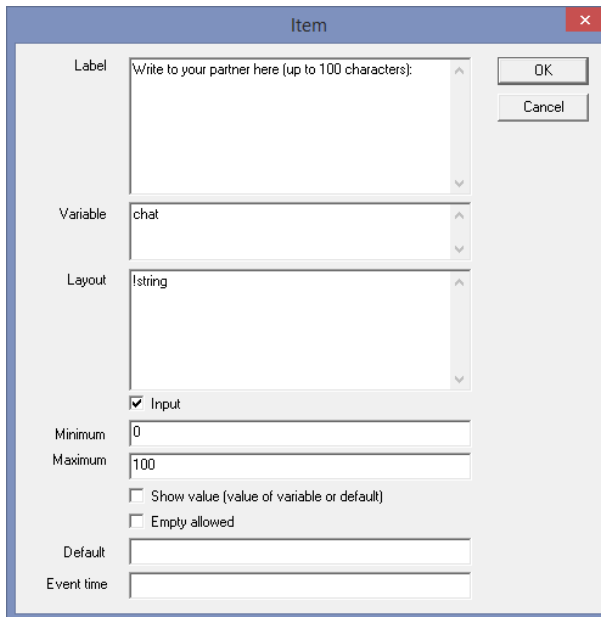 Item
Label
Write to your partner here (up to 100 characters):
OK
Cancel
Variable
chat
Layout
!string
Input
Minimum
0
Maximum
100
Show value (value of variable or default)
Empty allowed
Default
Event time